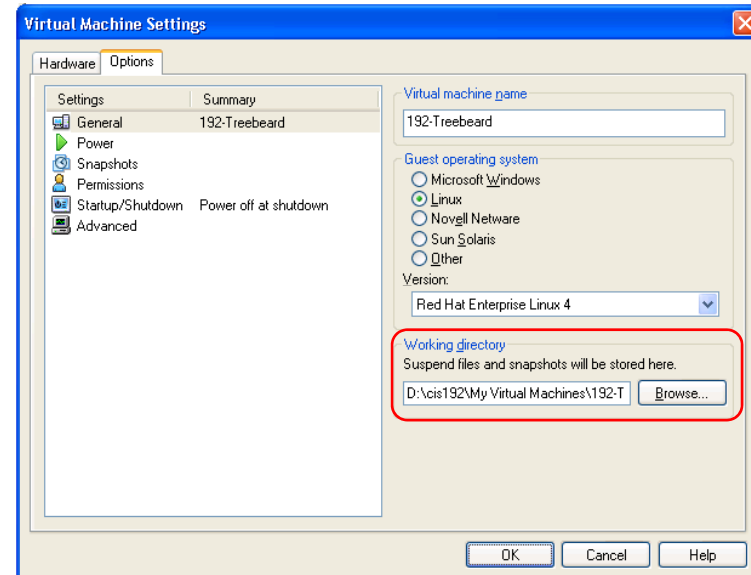 Virtual Machine Settings
Hardware Options
Settings Summary
General 192-Treebeard
Power
Snapshots
Permissions
Startup/Shutdown Power off at shutdown
Advanced
Virtual machine name
192-Treebeard
Guest operating system
Microsoft Windows
Linux
Novell Netware
Sun Solaris
Other
Version:
Red Hat Enterprise Linux 4
Working directory
Suspend files and snapshots will be stored here.
D:\cis192\My Virtual Machines\192-T Browse...
OK Cancel Help